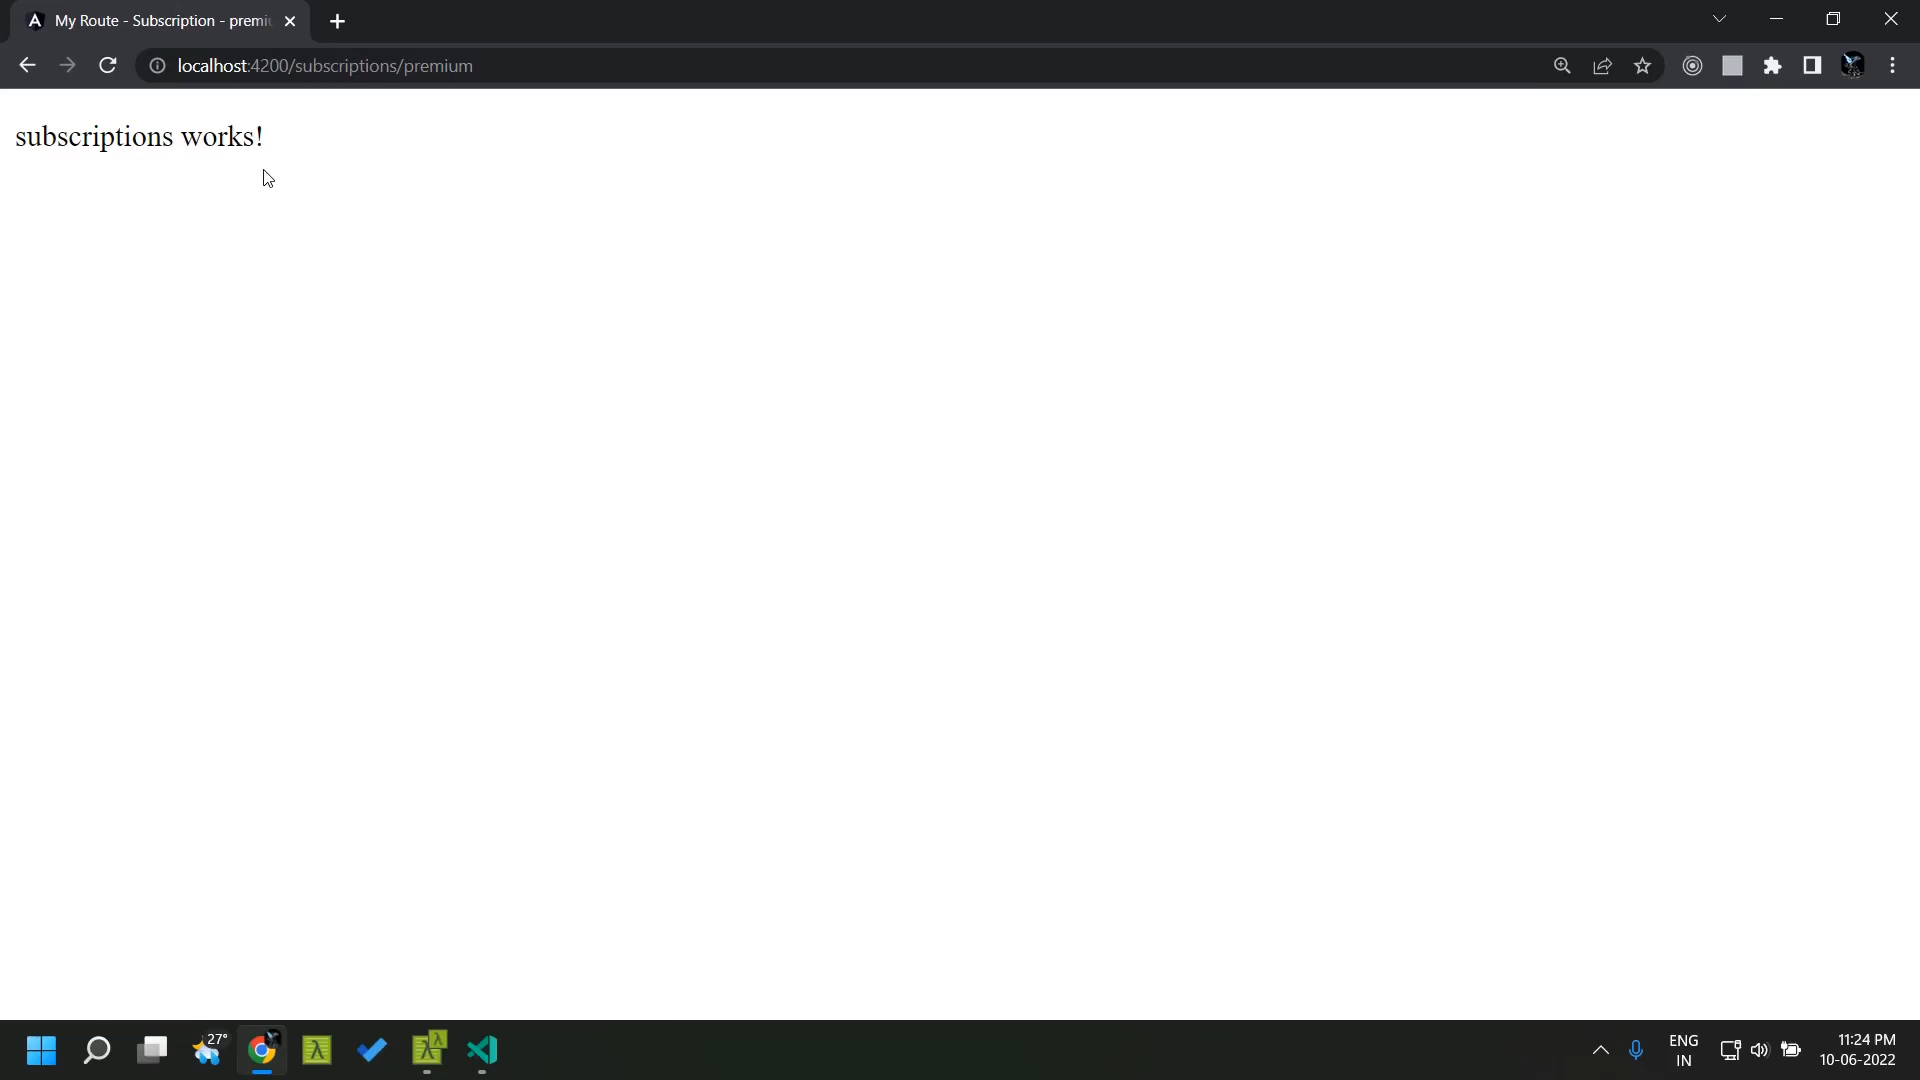 My Route - Subscription - premi
localhost:4200/subscriptions/premium
subscriptions works!
27°
ENG
IN
11:24 PM
10-06-2022